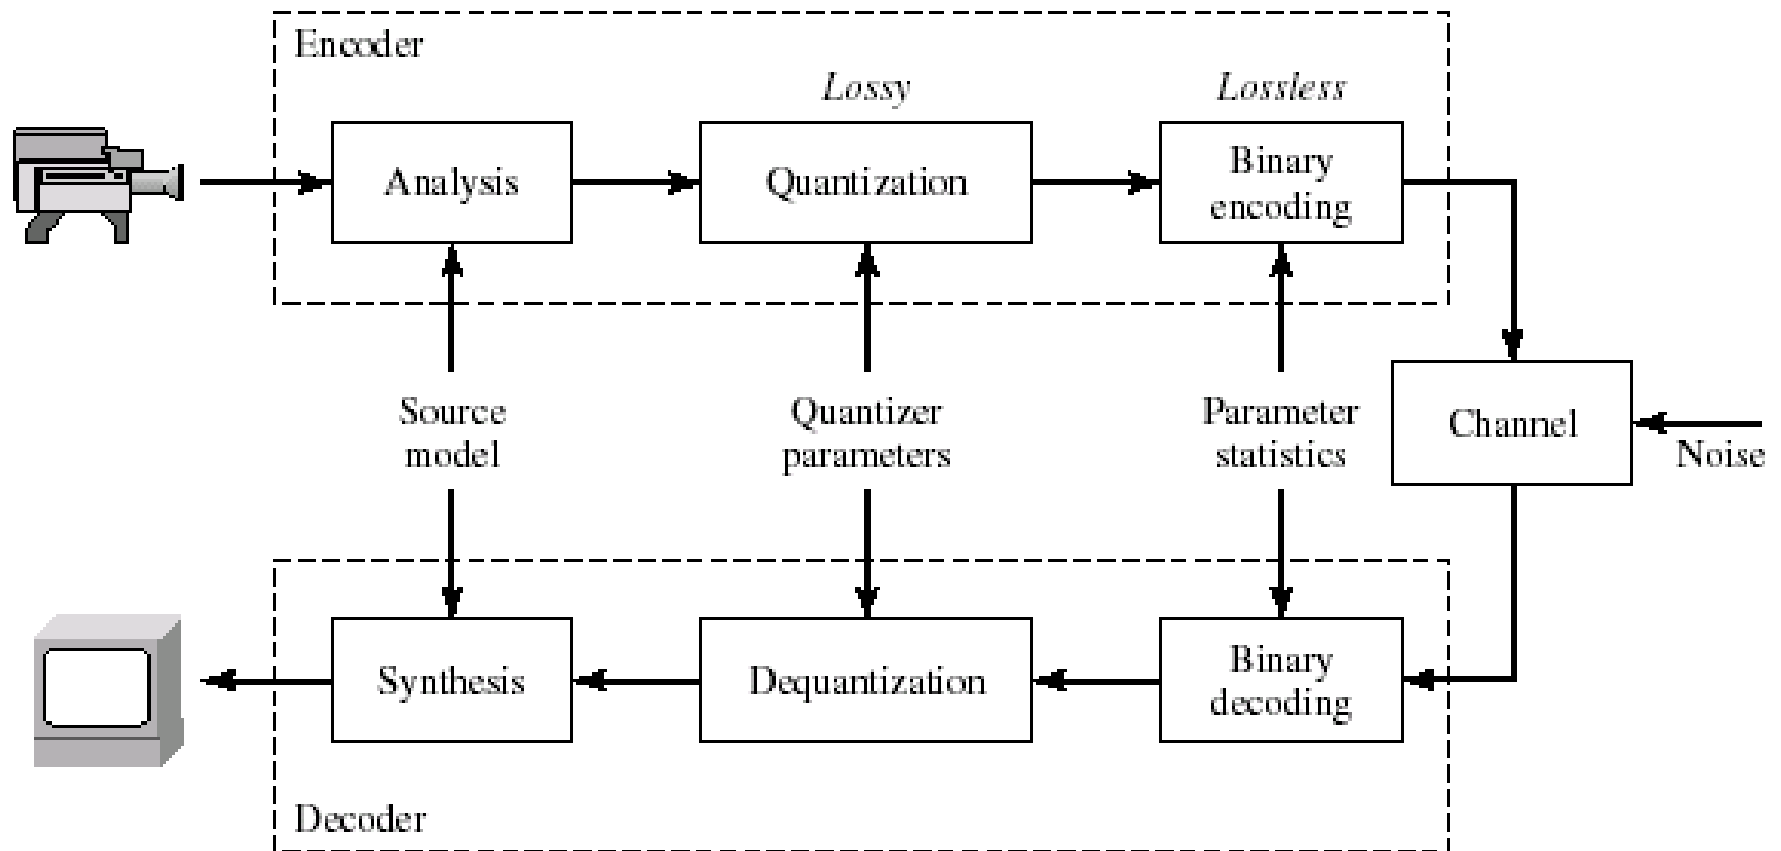 Encoder
Lossy
Lossless
Analysis
Quantization
Binary
encoding
Source
model
Quantizer
parameters
Parameter
statistics
Channel
Noise
Synthesis
Dequantization
Binary
decoding
Decoder